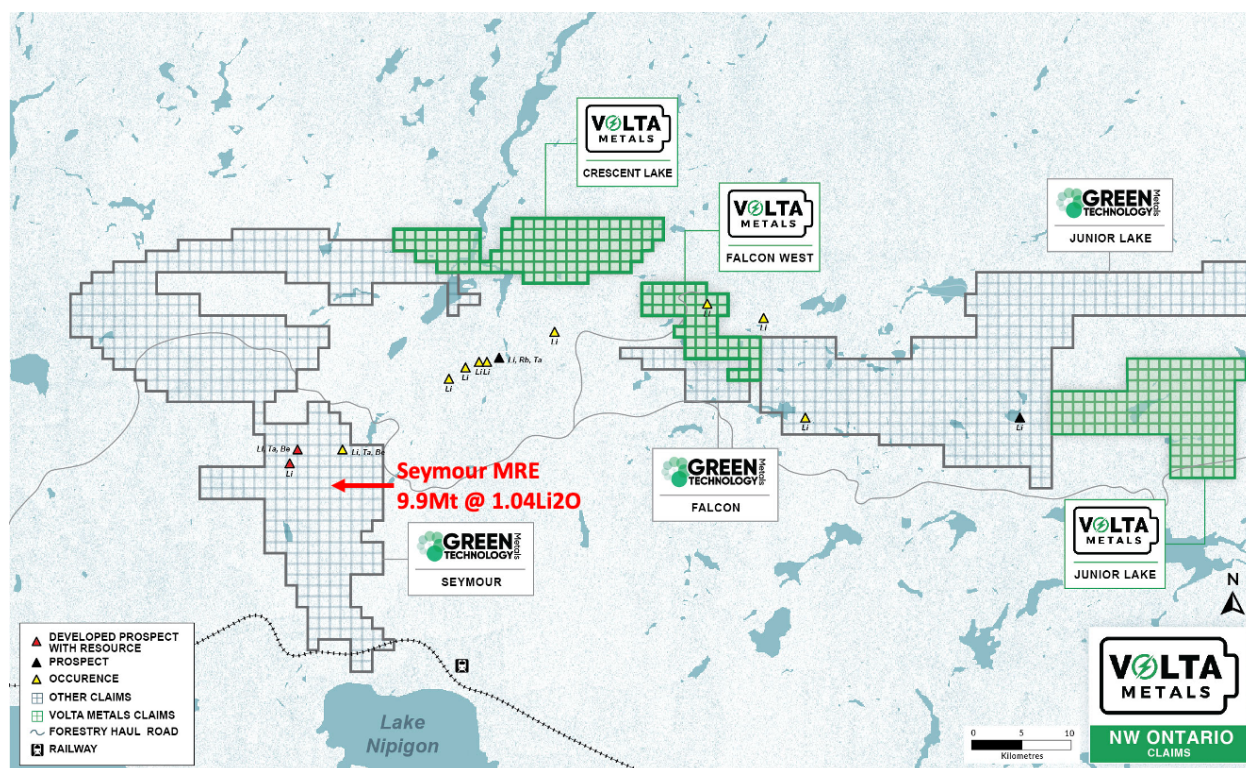 VOLTA
METALS
CRESCENT LAKE
VOLTA
METALS
FALCON WEST
GREEN
TECHNOLOGY
Metals
JUNIOR LAKE
Li
Li
Li
Li, Rb, Ta
Li Li
Li
Li
Li
Li
Li, Ta, Be
Li, Ta, Be
Li
Seymour MRE
9.9Mt @ 1.04Li2O
GREEN
TECHNOLOGY
Metals
FALCON
GREEN
TECHNOLOGY
Metals
SEYMOUR
VOLTA
METALS
JUNIOR LAKE
N
DEVELOPED PROSPECT
WITH RESOURCE
PROSPECT
OCCURENCE
OTHER CLAIMS
VOLTA METALS CLAIMS
FORESTRY HAUL ROAD
RAILWAY
Lake
Nipigon
0 5 10
Kilometres
VOLTA
METALS
NW ONTARIO
CLAIMS